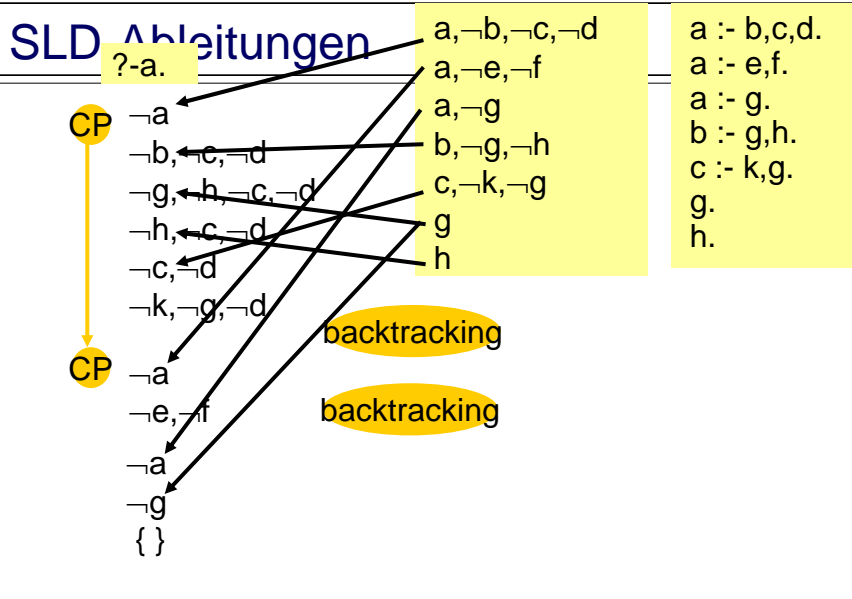 SLD Ableitungen
?-a.
CP
¬a
¬b,¬c,¬d
¬g,¬h,¬c,¬d
¬h,¬c,¬d
¬c,¬d
¬k,¬g,¬d
backtracking
CP
¬a
¬e,¬f
backtracking
¬a
¬g
{ }
a,¬b,¬c,¬d
a,¬e,¬f
a,¬g
b,¬g,¬h
c,¬k,¬g
g
h
a :- b,c,d.
a :- e,f.
a :- g.
b :- g,h.
c :- k,g.
g.
h.